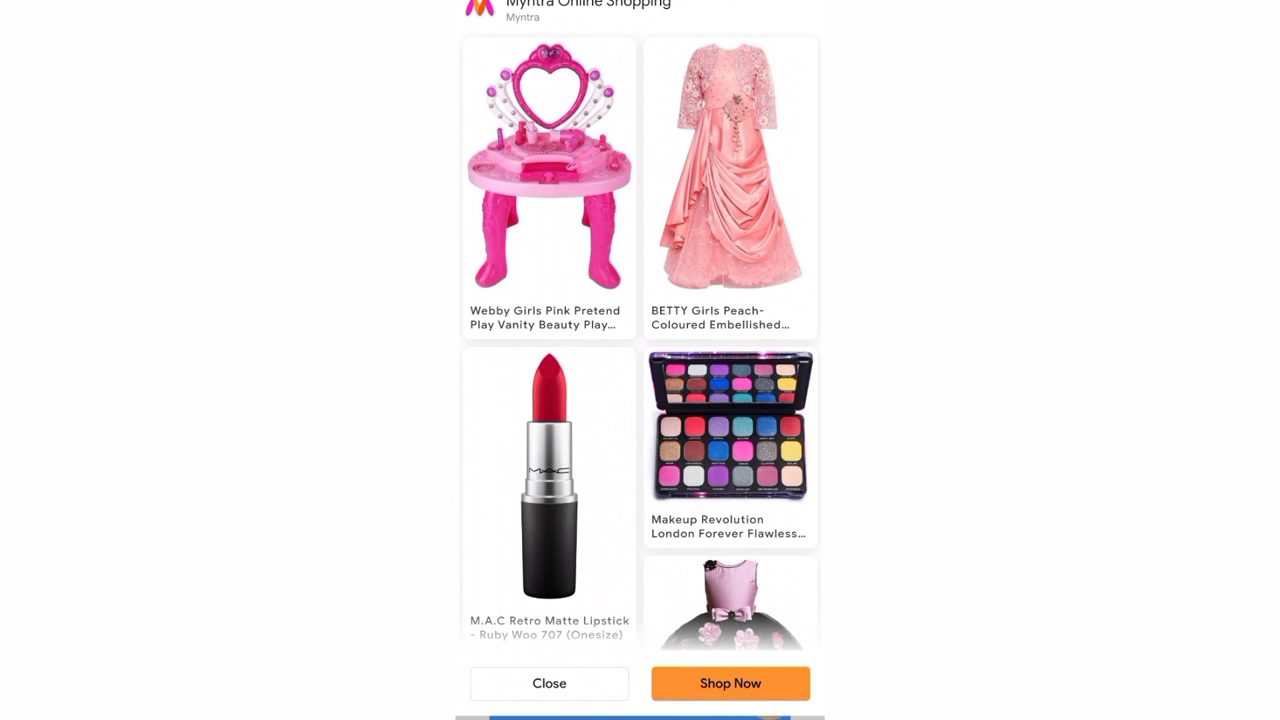 Myntra Online Shopping
Myntra
Webby Girls Pink Pretend
Play Vanity Beauty Play...
BETTY Girls Peach-
Coloured Embellished...
MAC
M.A.C Retro Matte Lipstick
- Ruby Woo 707 (Onesize)
Makeup Revolution
London Forever Flawless...
Close
Shop Now